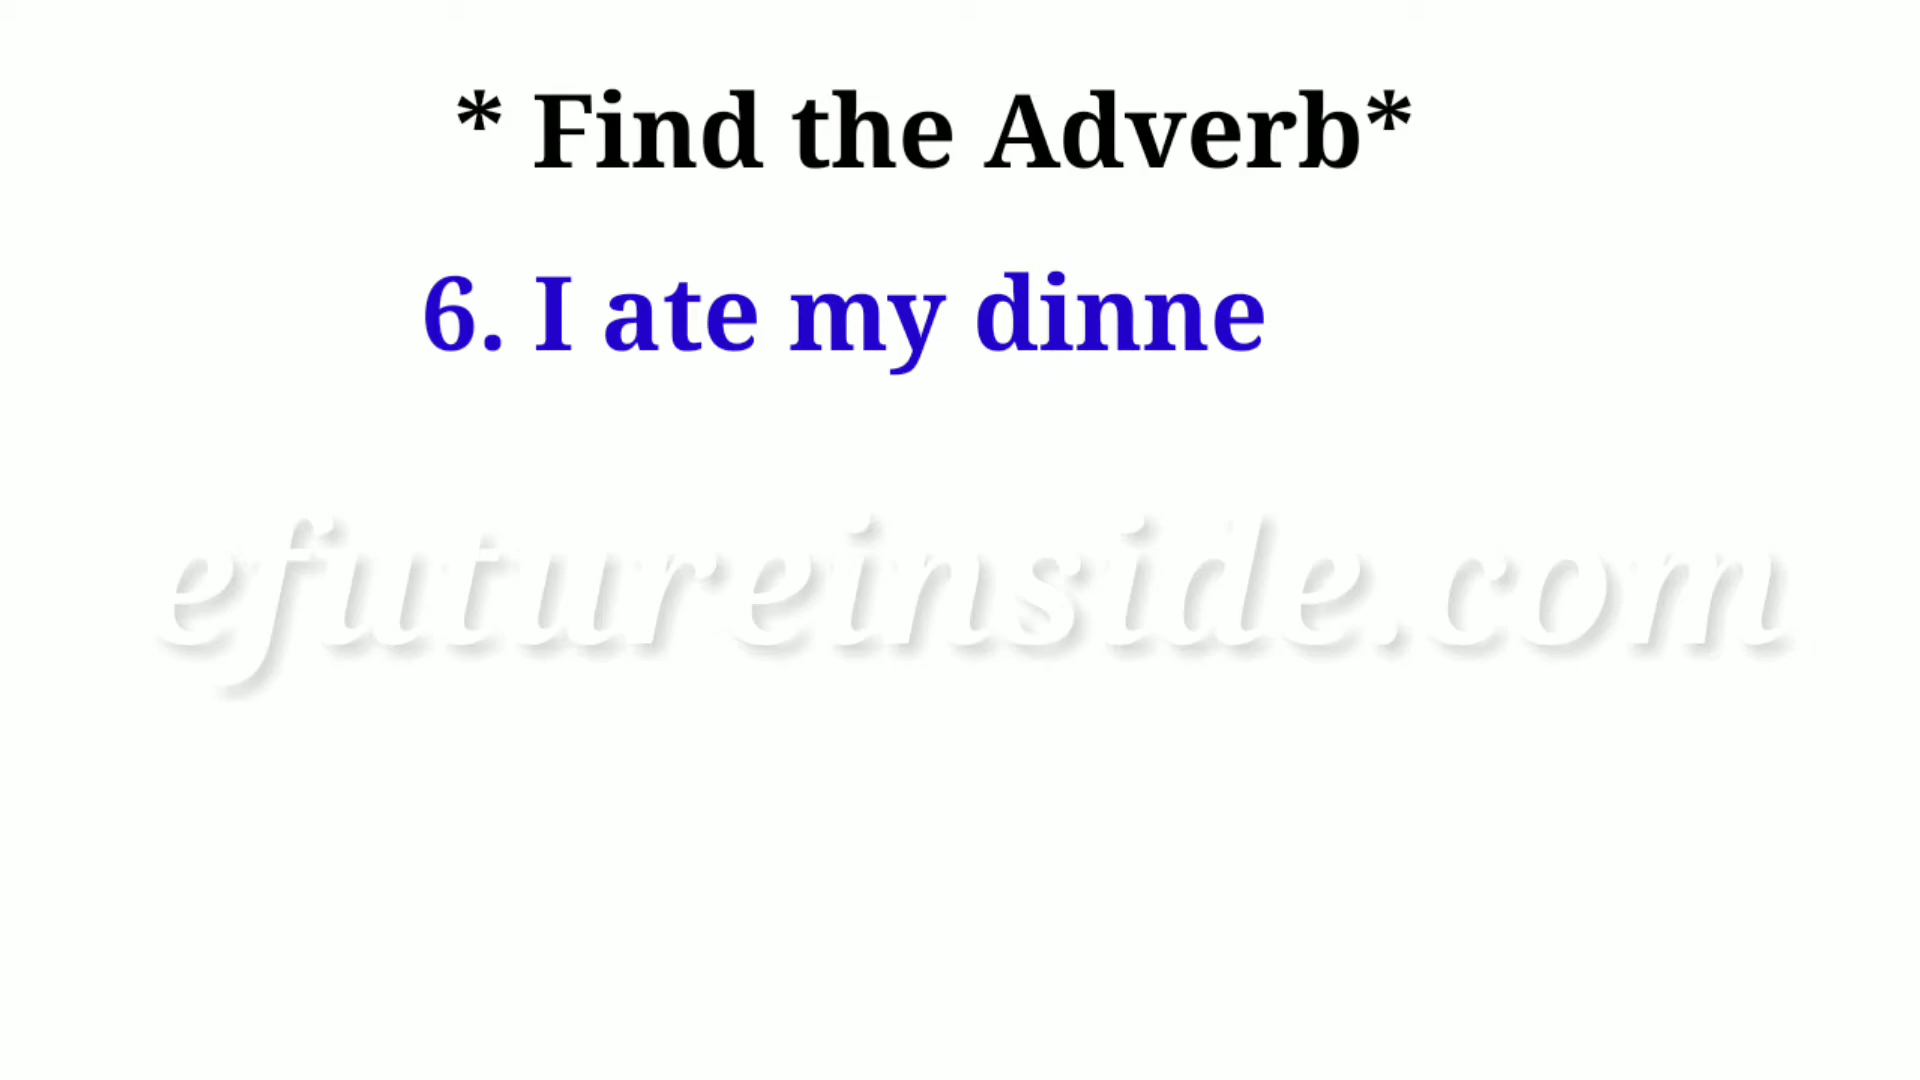 * Find the Adverb*
6. I ate my dinne
efutureinside.com